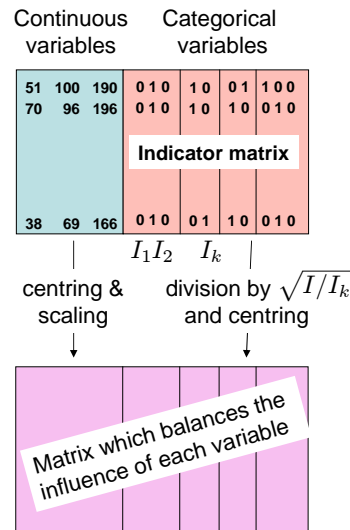 Continuous Categorical
variables variables
51 100 190 0 1 0 1 0 0 1 1 0 0
70 96 196 0 1 0 1 0 1 0 0 1 0
Indicator matrix
38 69 166 0 1 0 0 1 1 0 0 1 0
I₁I₂ Iₖ
centring & division by √I/Iₖ
scaling and centring
Matrix which balances the
influence of each variable